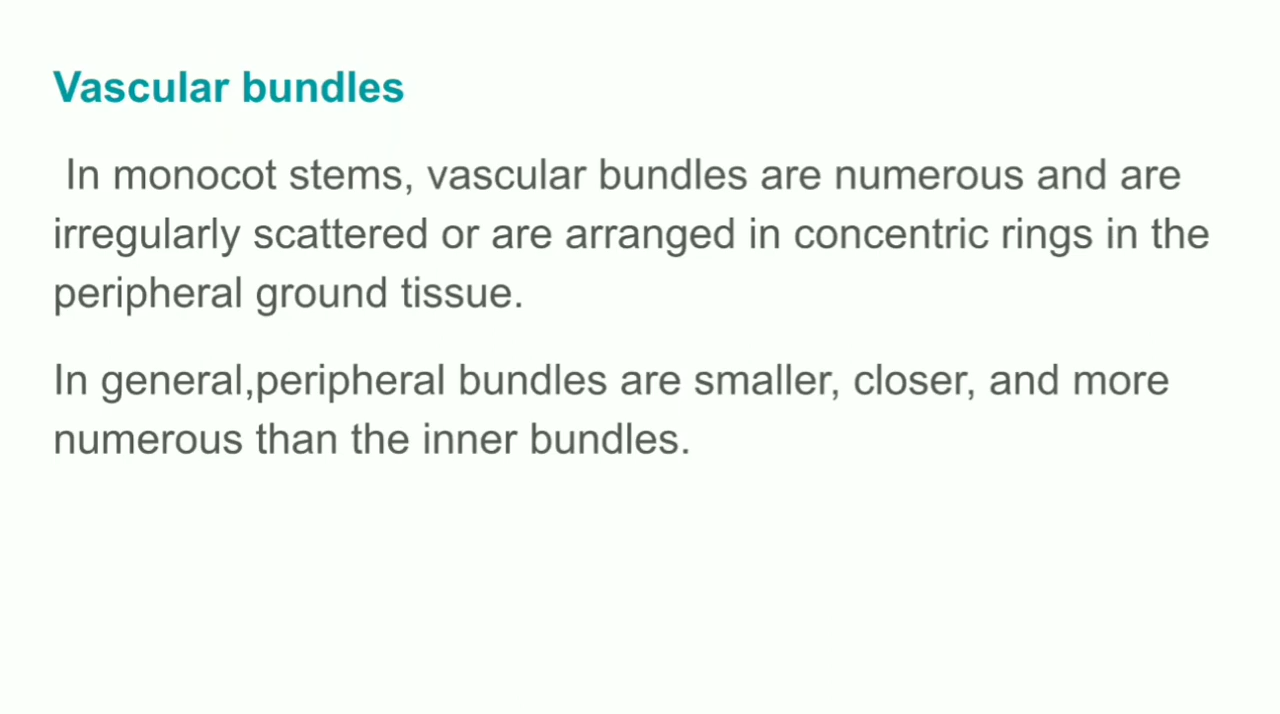 Vascular bundles
In monocot stems, vascular bundles are numerous and are
irregularly scattered or are arranged in concentric rings in the
peripheral ground tissue.
In general,peripheral bundles are smaller, closer, and more
numerous than the inner bundles.